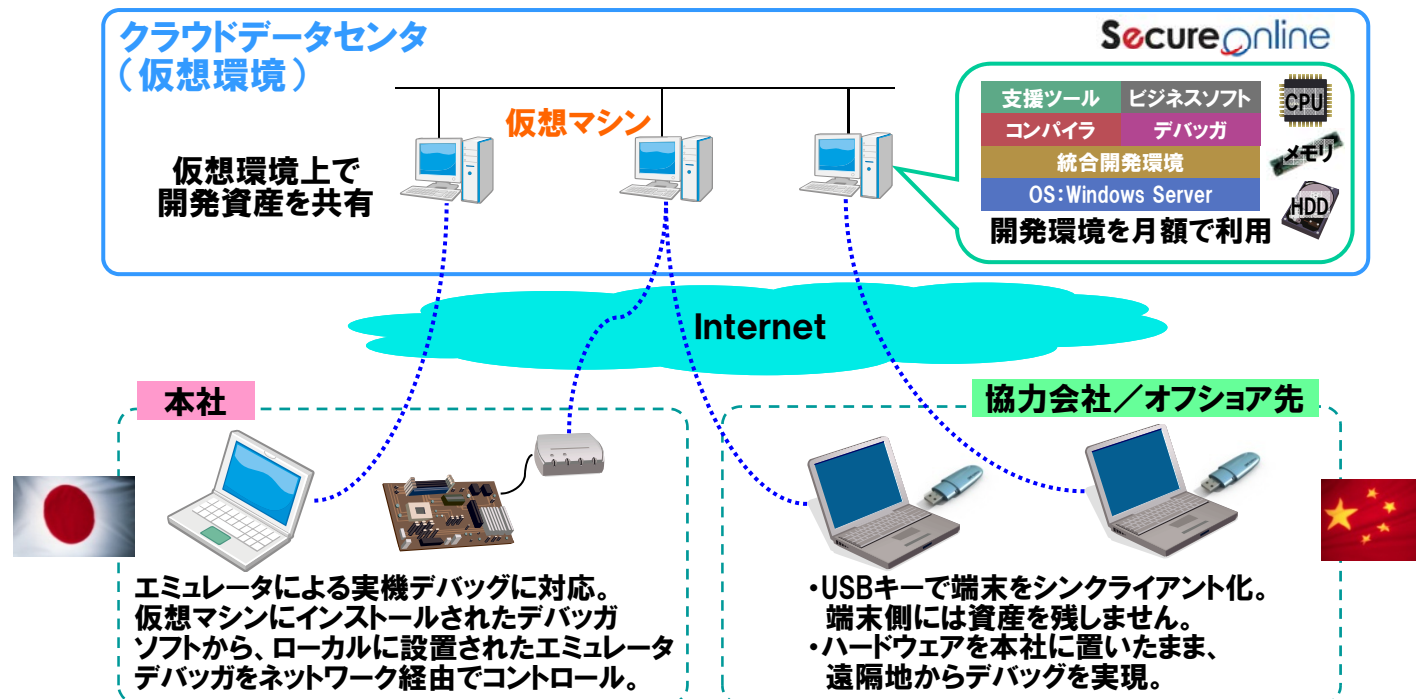 クラウドデータセンタ
（仮想環境）
Secureonline
仮想マシン
仮想環境上で
開発資産を共有
支援ツール ビジネスソフト
コンパイラ デバッガ
統合開発環境
OS:Windows Server
開発環境を月額で利用
CPU
メモリ
HDD
Internet
本社
協力会社／オフショア先
エミュレータによる実機デバッグに対応。
仮想マシンにインストールされたデバッガ
ソフトから、ローカルに設置されたエミュレータ
デバッガをネットワーク経由でコントロール。
・USBキーで端末をシンクライアント化。
端末側には資産を残しません。
・ハードウェアを本社に置いたまま、
遠隔地からデバッグを実現。